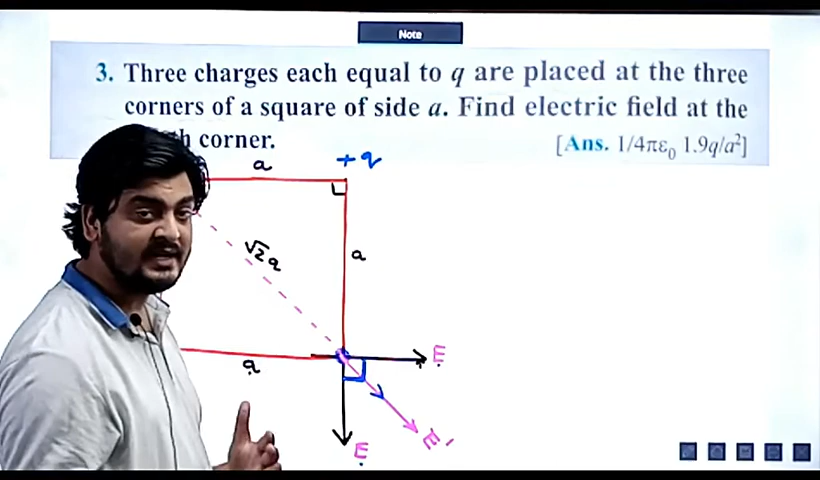 Note
3. Three charges each equal to q are placed at the three
corners of a square of side a. Find electric field at the
corner. [Ans. 1/4πε₀ 1.9q/a²]
+q
a
√2a
a
a
E
E
E'